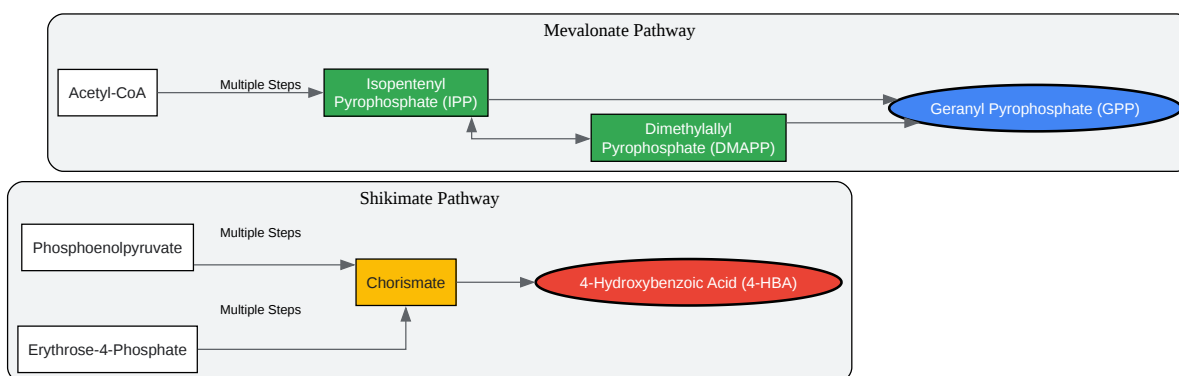 Mevalonate Pathway
Acetyl-CoA
Multiple Steps
Isopentenyl
Pyrophosphate (IPP)
Dimethylallyl
Pyrophosphate (DMAPP)
Geranyl Pyrophosphate (GPP)
Shikimate Pathway
Phosphoenolpyruvate
Multiple Steps
Chorismate
4-Hydroxybenzoic Acid (4-HBA)
Multiple Steps
Erythrose-4-Phosphate